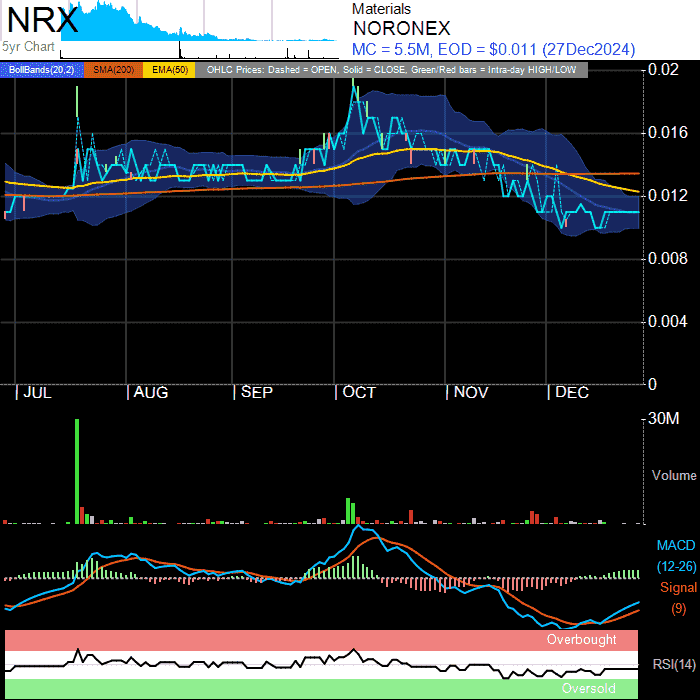 NRX
5yr Chart
Materials
NORONEX
MC = 5.5M, EOD = $0.011 (27Dec2024)
BollBands(20,2) SMA(200) EMA(50) OHLC Prices: Dashed = OPEN, Solid = CLOSE, Green/Red bars = Intra-day HIGH/LOW
0.02
0.016
0.012
0.008
0.004
0
JUL AUG SEP OCT NOV DEC
30M
Volume
MACD
(12-26)
Signal
(9)
Overbought
RSI(14)
Oversold